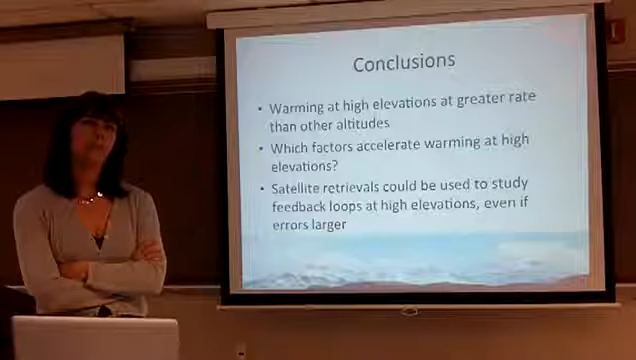 Conclusions
• Warming at high elevations at greater rate
than other altitudes
• Which factors accelerate warming at high
elevations?
• Satellite retrievals could be used to study
feedback loops at high elevations, even if
errors larger